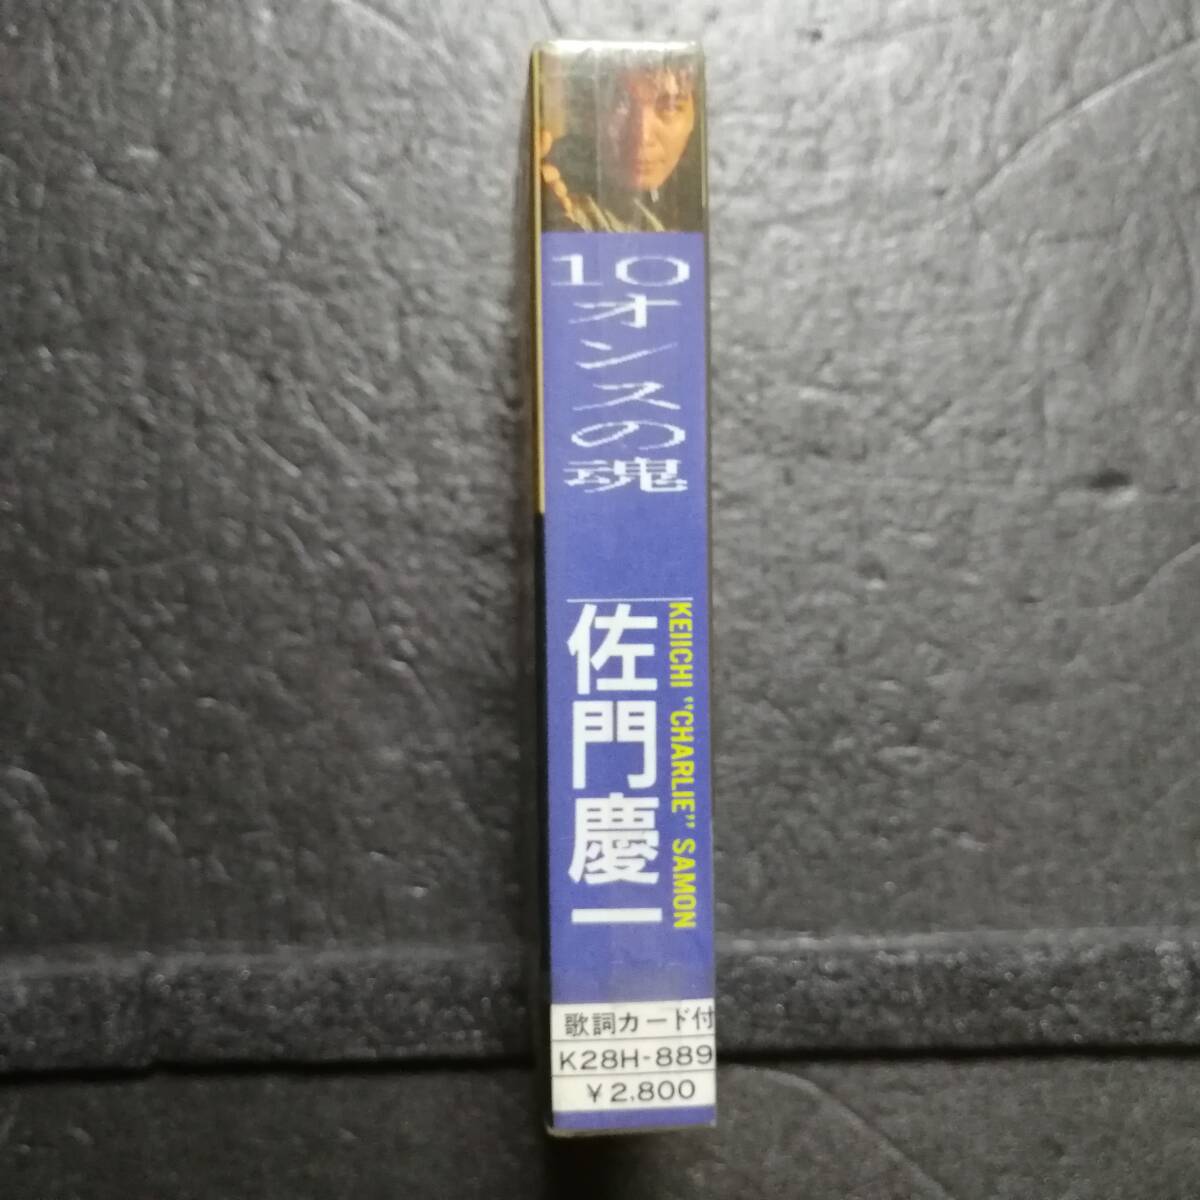 10オンスの魂
佐門慶一
KEIICHI "CHARLIE" SAMON
歌詞カード付
K28H-889
¥2,800